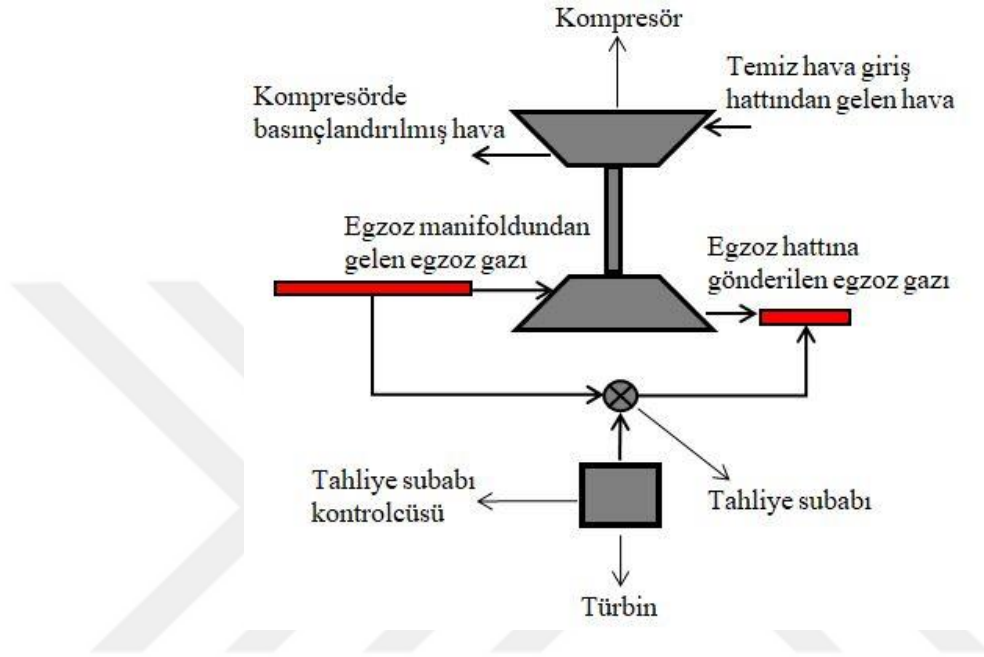 Kompresör
Temiz hava giriş
hattından gelen hava
Kompresörde
basınçlandırılmış hava
Egzoz manifoldundan
gelen egzoz gazı
Egzoz hattına
gönderilen egzoz gazı
Tahliye subabı
kontrolcüsü
Tahliye subabı
Türbin